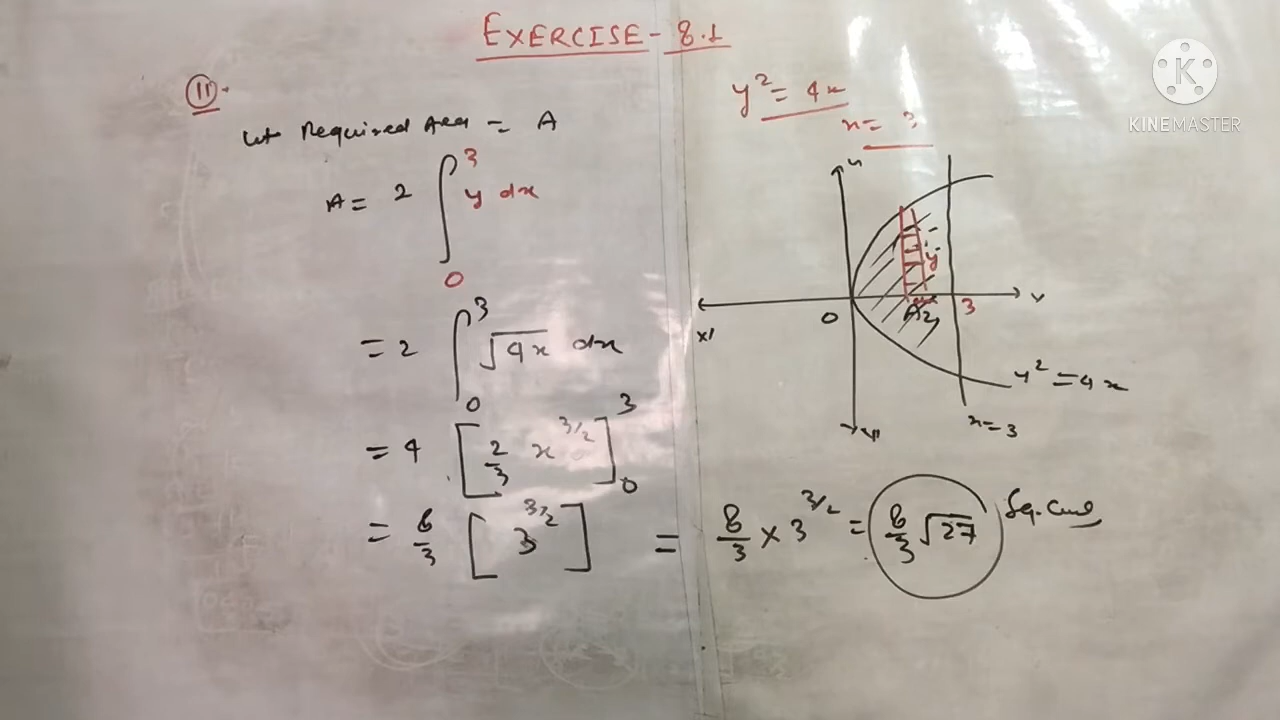 EXERCISE - 8.1
11.
Let Required Area = A
A = 2 ∫₀³ y dx
= 2 ∫₀³ √4x dx
= 4 [2/3 x^3/2]₀³
= 8/3 [3^3/2] = 8/3 × 3^3/2 = 8/3 √27 Sq.
y² = 4x
x = 3
y
x'
0
3
x
y'
y² = 4x
x = 3
K
KINEMASTER